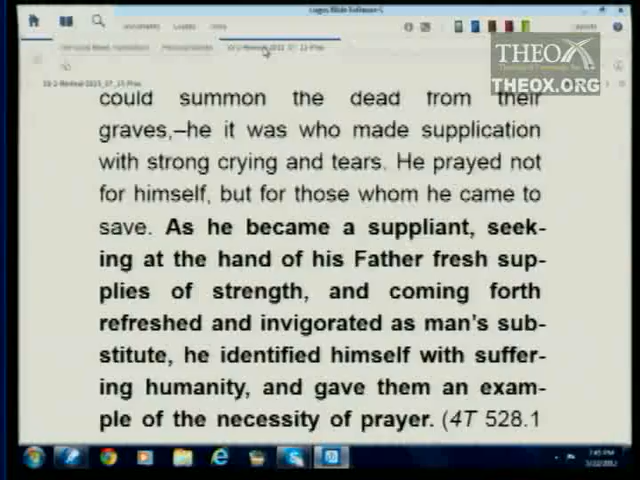 Logos Bible Software 5
THEOX
THEOX.ORG
could summon the dead from their
graves,–he it was who made supplication
with strong crying and tears. He prayed not
for himself, but for those whom he came to
save. As he became a suppliant, seek-
ing at the hand of his Father fresh sup-
plies of strength, and coming forth
refreshed and invigorated as man's sub-
stitute, he identified himself with suffer-
ing humanity, and gave them an exam-
ple of the necessity of prayer. (4T 528.1